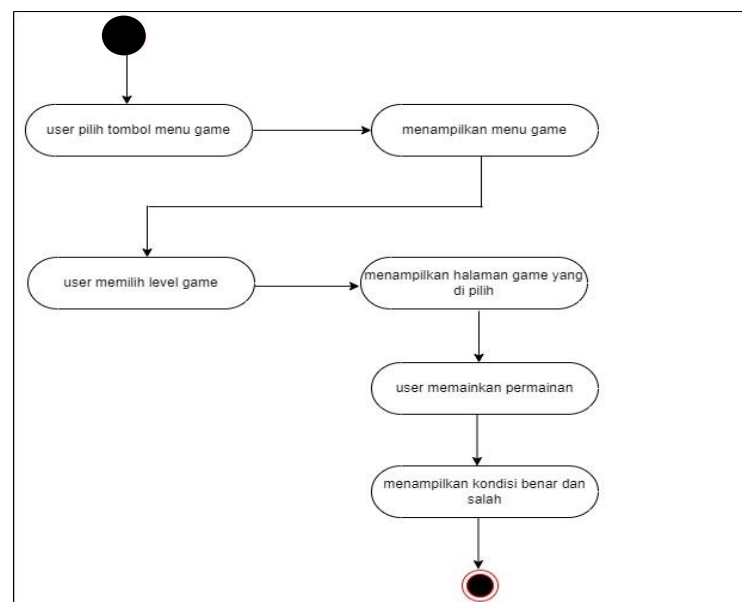 user pilih tombol menu game
menampilkan menu game
user memilih level game
menampilkan halaman game yang
di pilih
user memainkan permainan
menampilkan kondisi benar dan
salah